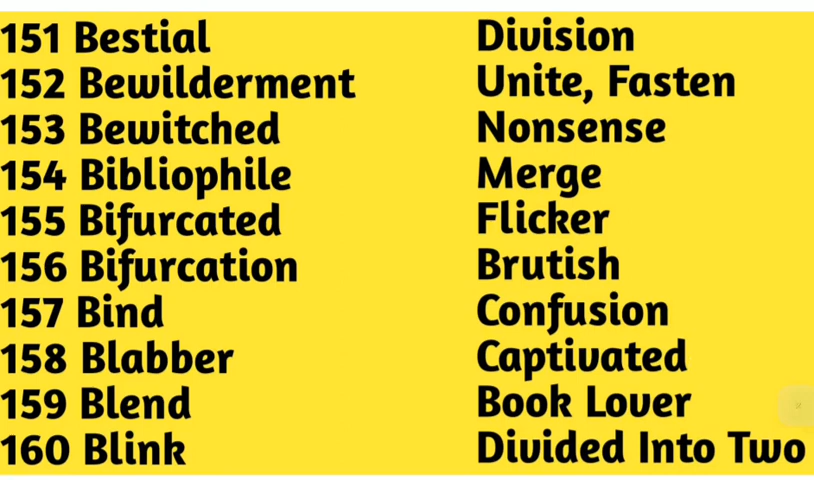 151 Bestial Division
152 Bewilderment Unite, Fasten
153 Bewitched Nonsense
154 Bibliophile Merge
155 Bifurcated Flicker
156 Bifurcation Brutish
157 Bind Confusion
158 Blabber Captivated
159 Blend Book Lover
160 Blink Divided Into Two